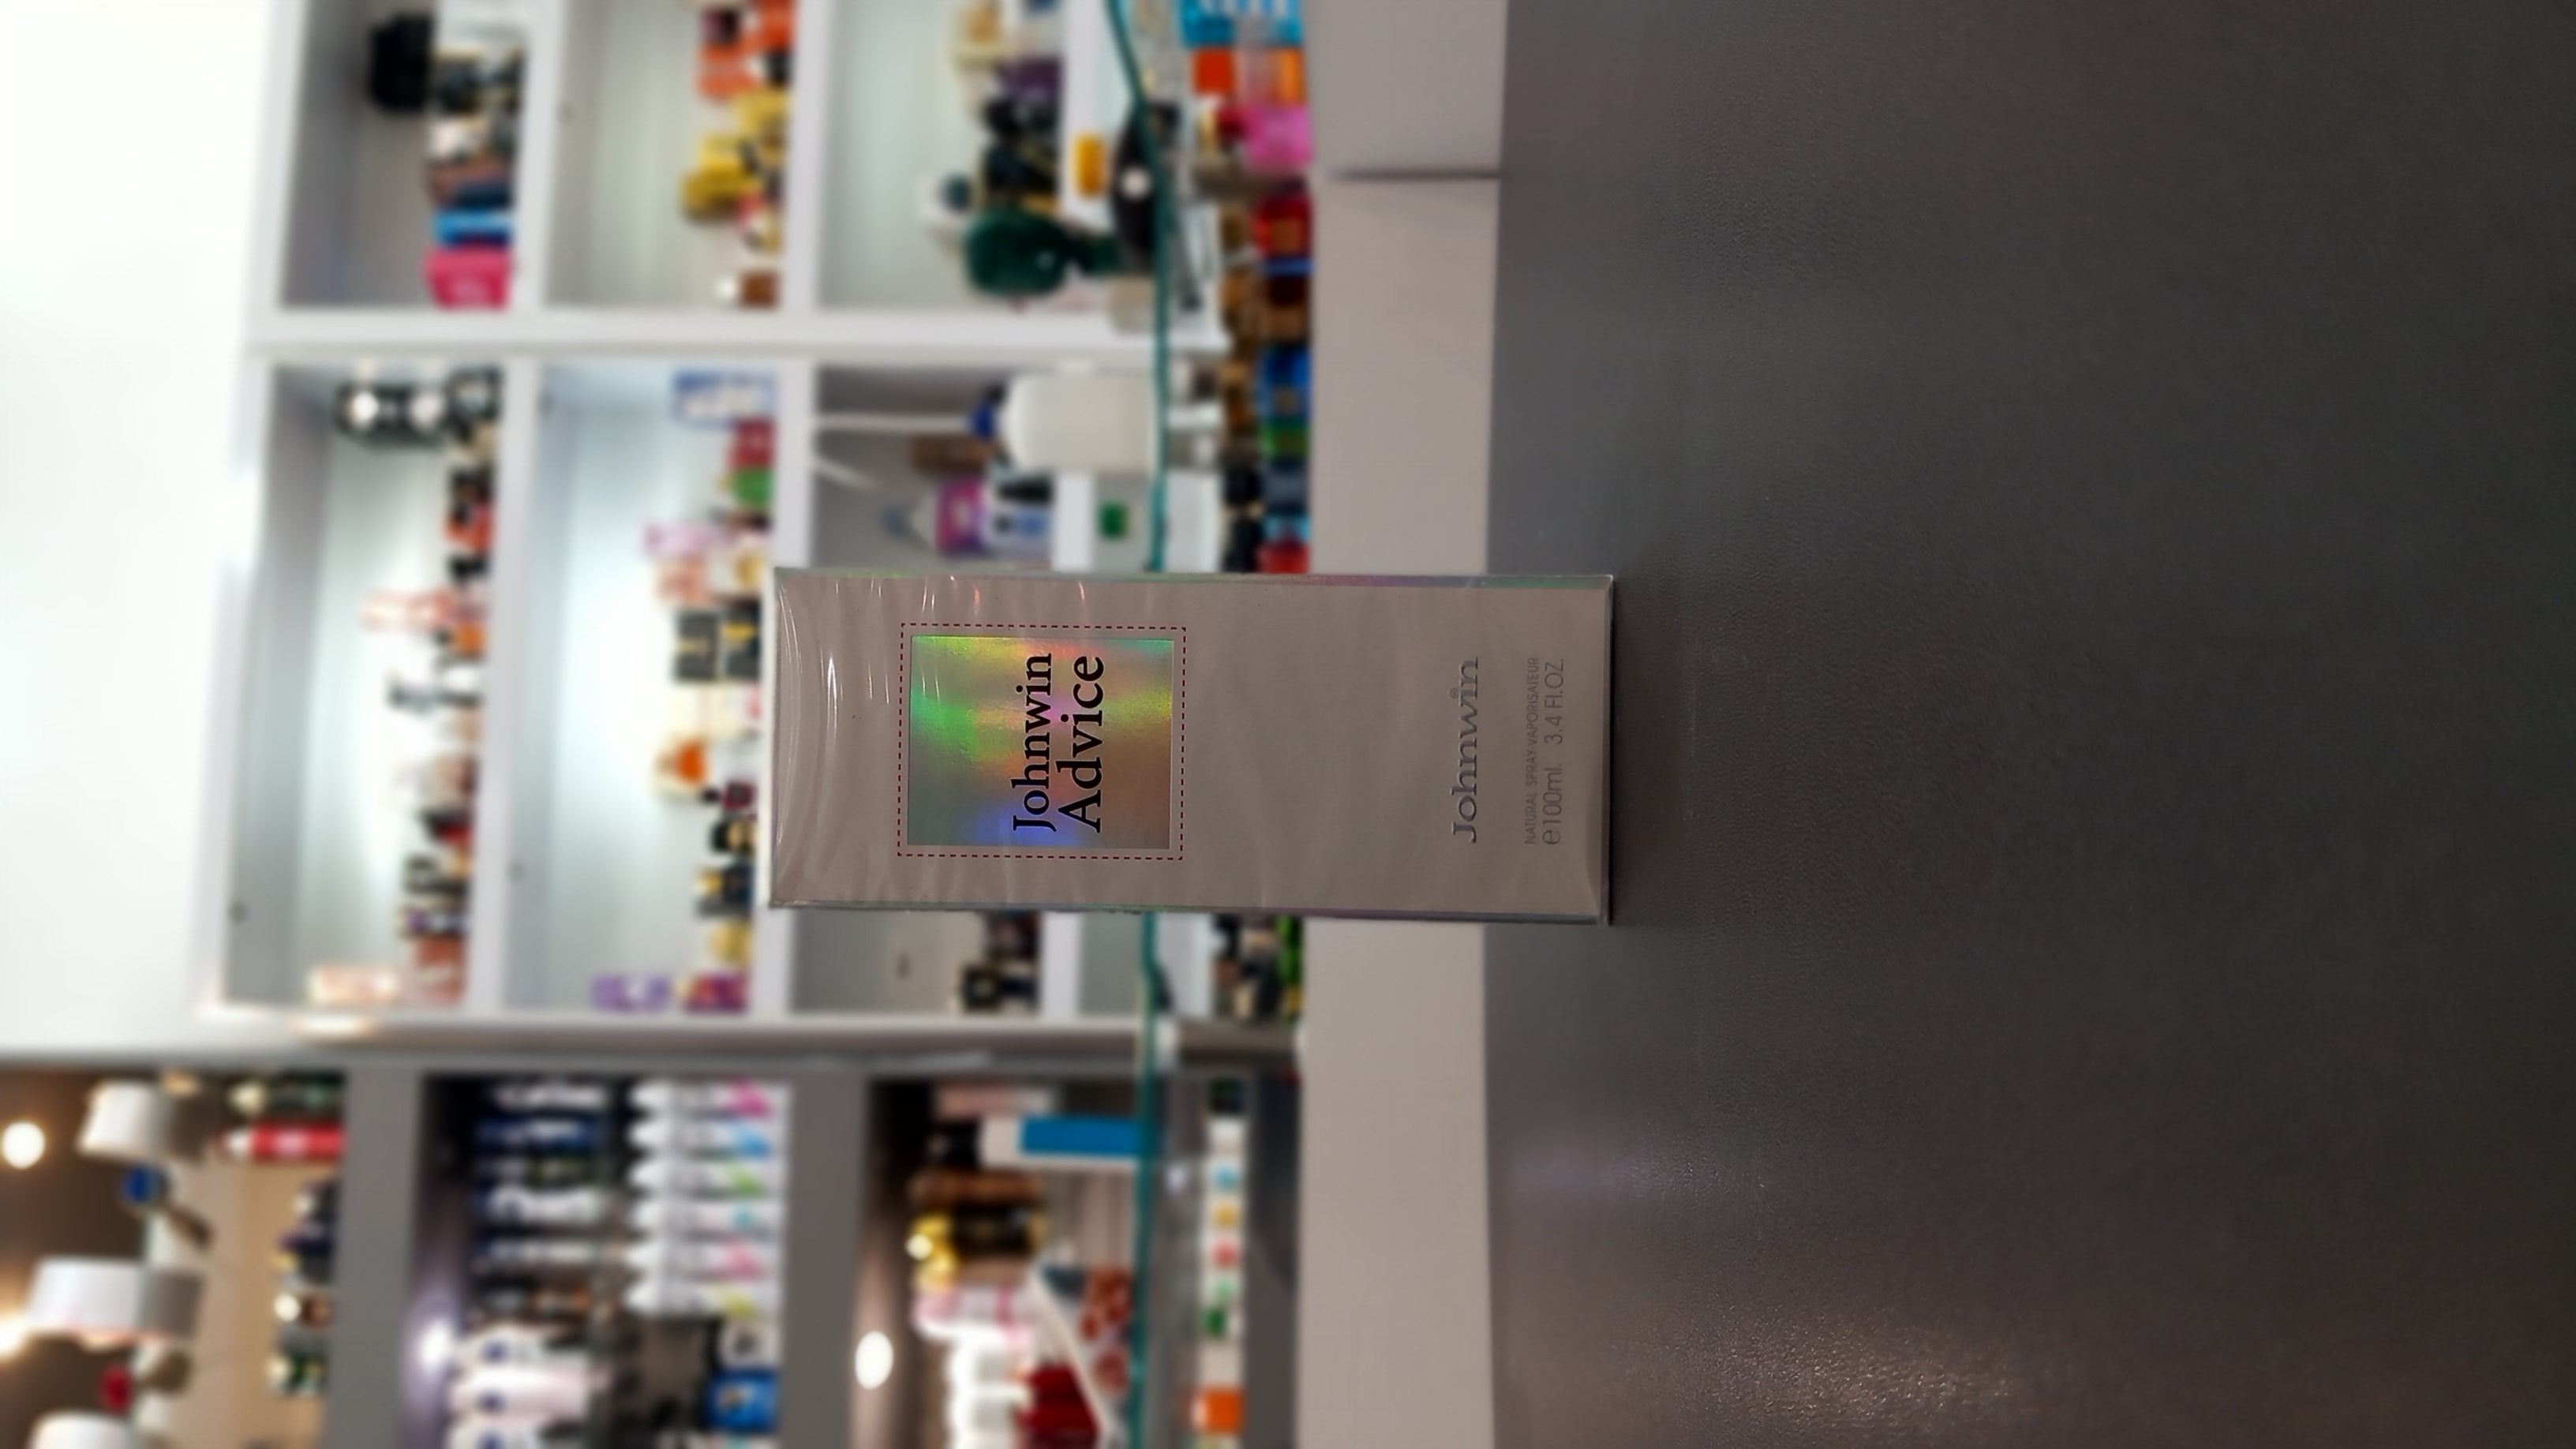 Johnwin
Advice
Johnwin
NATURAL SPRAY VAPORISATEUR
℮100ml. 3.4 Fl.OZ